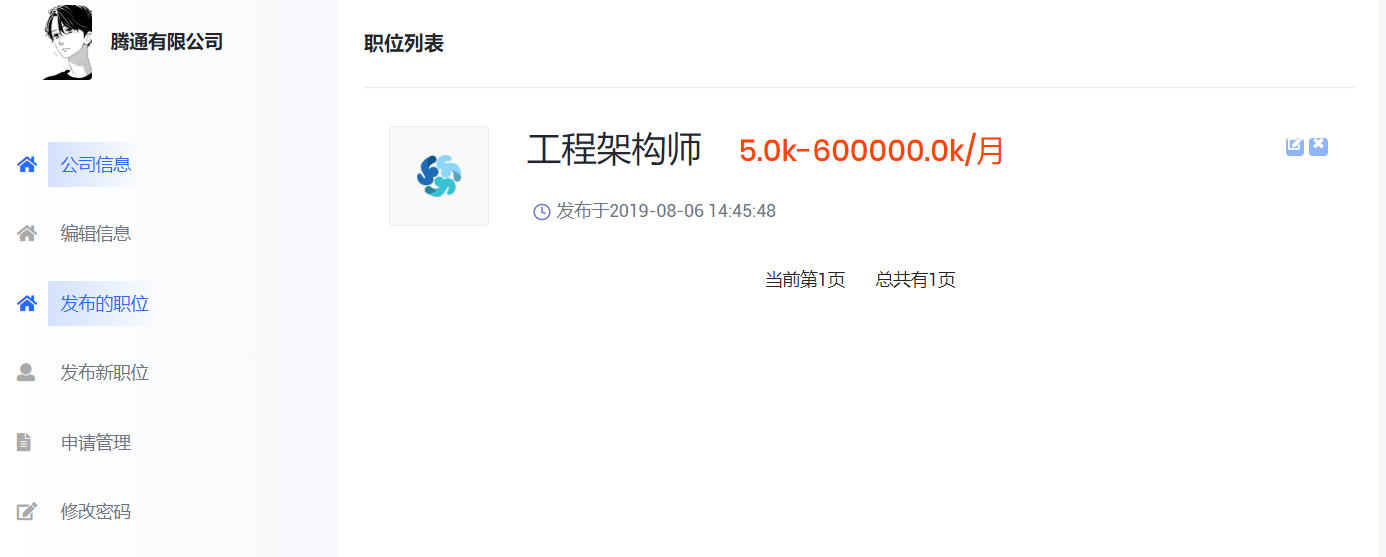 腾通有限公司
公司信息
编辑信息
发布的职位
发布新职位
申请管理
修改密码
职位列表
工程架构师 5.0k-600000.0k/月
发布于2019-08-06 14:45:48
当前第1页 总共有1页